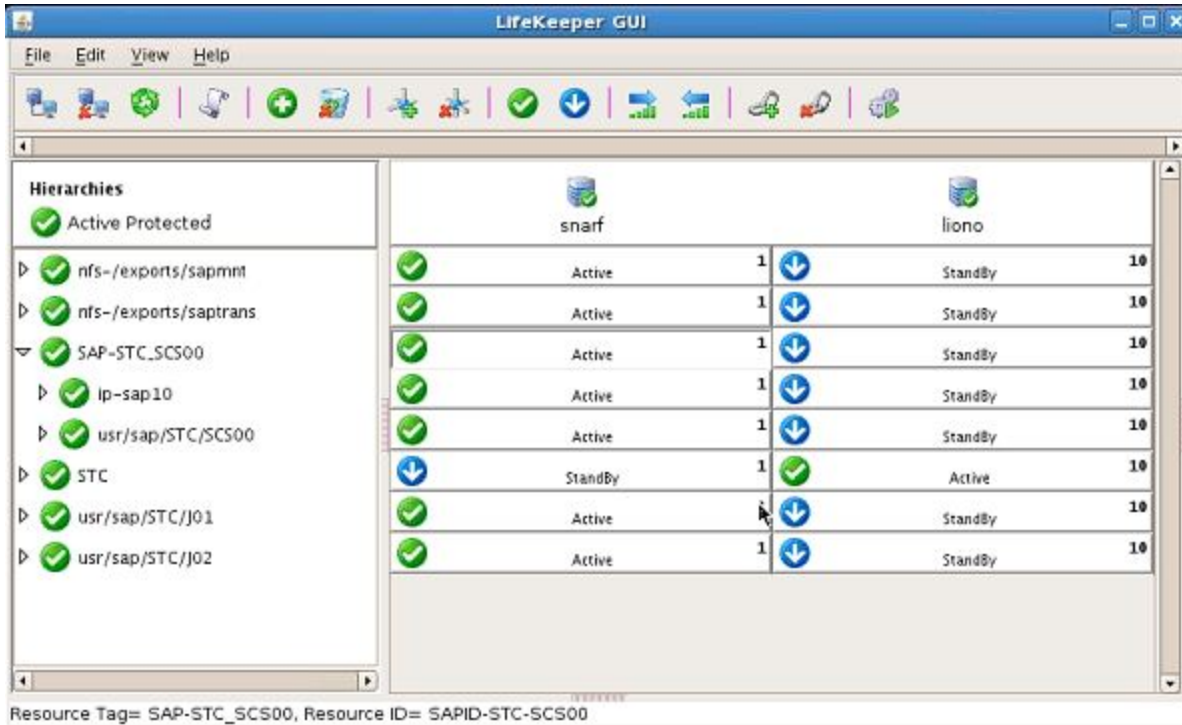 LifeKeeper GUI
File Edit View Help
Hierarchies
Active Protected
snarf liono
nfs-/exports/sapmnt Active 1 StandBy 10
nfs-/exports/saptrans Active 1 StandBy 10
SAP-STC_SCS00 Active 1 StandBy 10
ip-sap10 Active 1 StandBy 10
usr/sap/STC/SCS00 Active 1 StandBy 10
STC StandBy 1 Active 10
usr/sap/STC/J01 Active StandBy 10
usr/sap/STC/J02 Active 1 StandBy 10
Resource Tag= SAP-STC_SCS00, Resource ID= SAPID-STC-SCS00